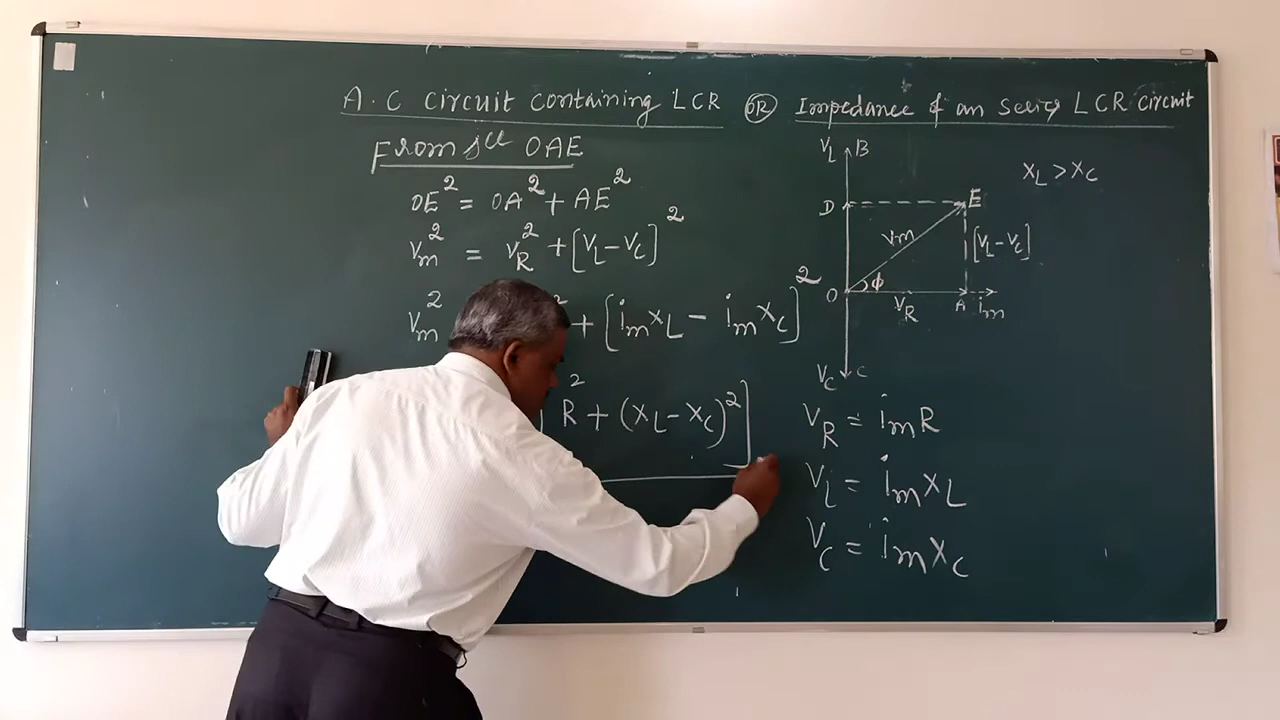 A.C Circuit containing LCR (OR) Impedance of an Series LCR circuit
From Δle OAE
OE² = OA² + AE²
Vm² = VR² + [VL – VC]²
Vm² ² + [imXL – imXC]²
R² + (XL – XC)²]
VL B
XL > XC
D E
Vm [VL – VC]
O ϕ VR A im
VC C
VR = imR
VL = imXL
VC = imXC